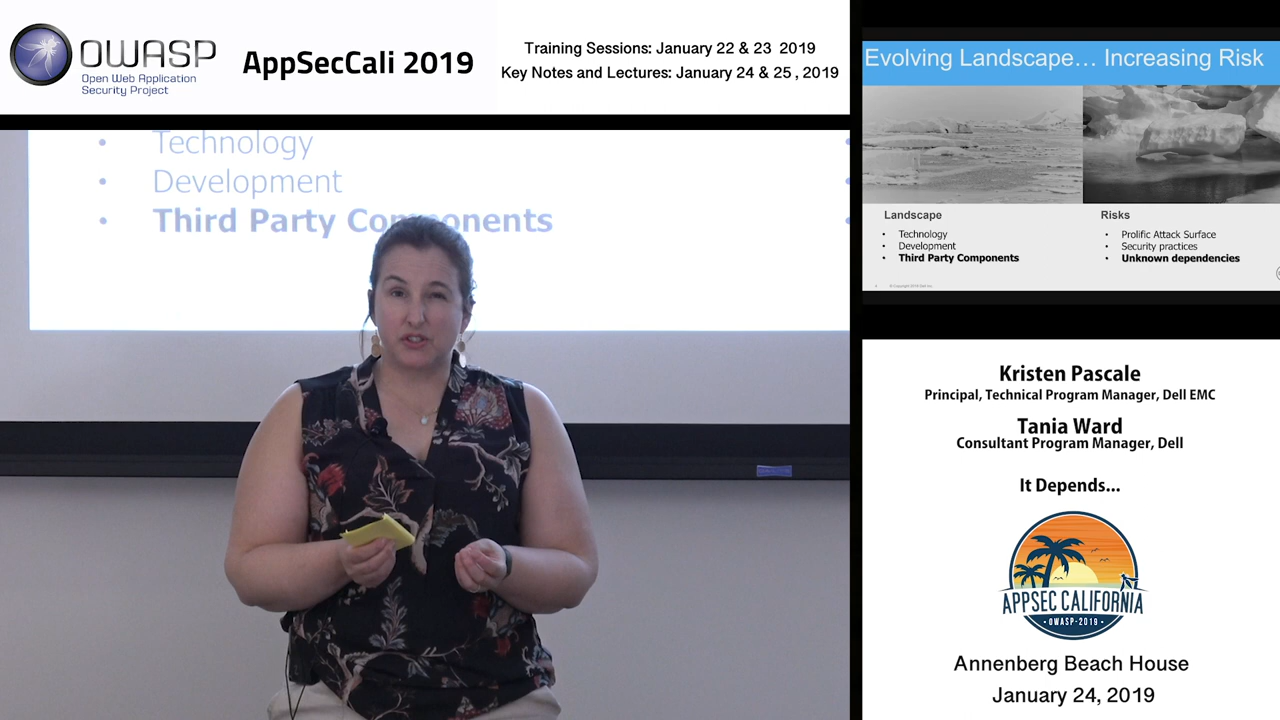 OWASP
Open Web Application
Security Project
AppSecCali 2019
Training Sessions: January 22 & 23 2019
Key Notes and Lectures: January 24 & 25 , 2019
• Technology
• Development
• Third Party Components
Evolving Landscape... Increasing Risk
Landscape
• Technology
• Development
• Third Party Components
Risks
• Prolific Attack Surface
• Security practices
• Unknown dependencies
Kristen Pascale
Principal, Technical Program Manager, Dell EMC
Tania Ward
Consultant Program Manager, Dell
It Depends...
APPSEC CALIFORNIA
• OWASP-2019 •
Annenberg Beach House
January 24, 2019